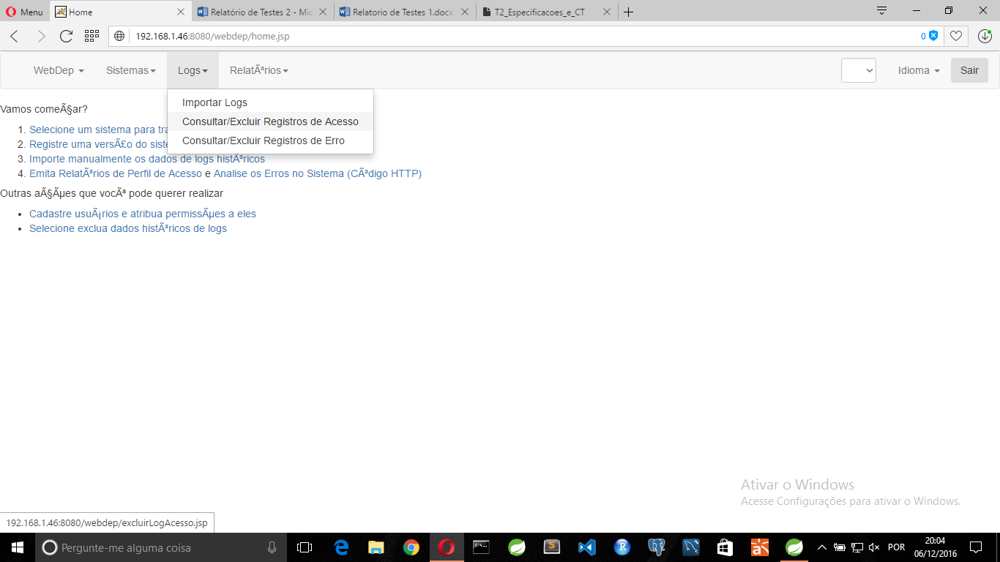 Menu
Home
Relatório de Testes 2 - Mic
Relatorio de Testes 1.docx
T2_Especificacoes_e_CT
192.168.1.46:8080/webdep/home.jsp
0
WebDep
Sistemas
Logs
RelatÃ³rios
Idioma
Sair
Importar Logs
Consultar/Excluir Registros de Acesso
Consultar/Excluir Registros de Erro
Vamos comeÃ§ar?
1. Selecione um sistema para tra
2. Registre uma versÃ£o do siste
3. Importe manualmente os dados de logs histÃ³ricos
4. Emita RelatÃ³rios de Perfil de Acesso e Analise os Erros no Sistema (CÃ³digo HTTP)
Outras aÃ§Ãµes que vocÃª pode querer realizar
• Cadastre usuÃ¡rios e atribua permissÃµes a eles
• Selecione exclua dados histÃ³ricos de logs
Ativar o Windows
Acesse Configurações para ativar o Windows.
192.168.1.46:8080/webdep/excluirLogAcesso.jsp
Pergunte-me alguma coisa
POR
20:04
06/12/2016